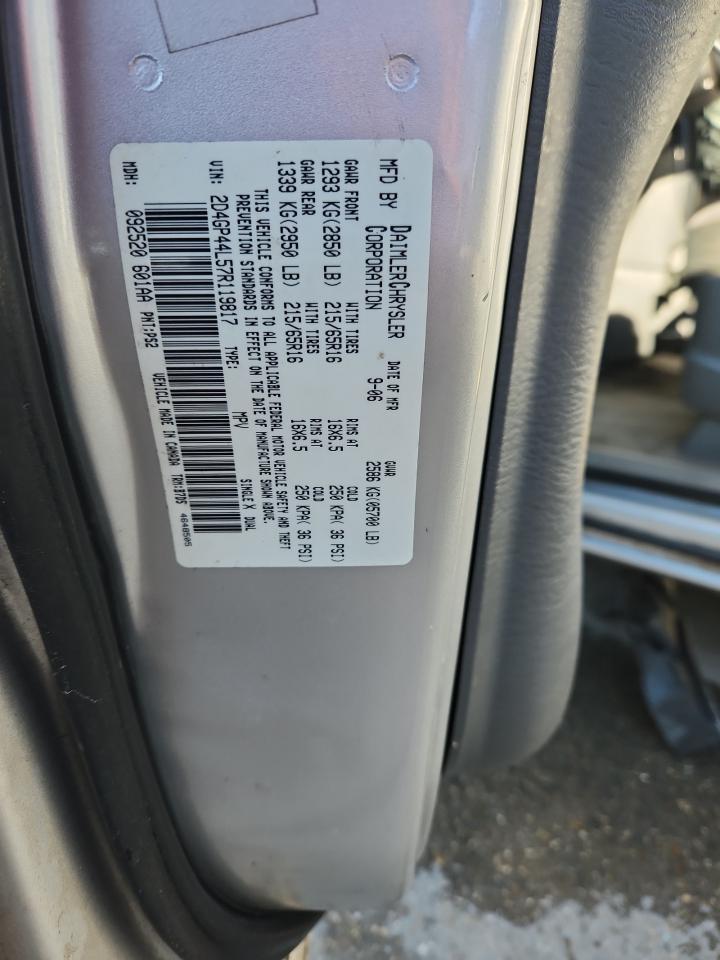 MFD BY DAIMLERCHRYSLER CORPORATION
DATE OF MFR 9-06
GVWR 2586 KG(05700 LB)
GAWR FRONT WITH TIRES RIMS AT COLD
1293 KG(2850 LB) 215/65R16 16X6.5 250 KPA( 36 PSI)
GAWR REAR WITH TIRES RIMS AT COLD
1339 KG(2950 LB) 215/65R16 16X6.5 250 KPA( 36 PSI)
THIS VEHICLE CONFORMS TO ALL APPLICABLE FEDERAL MOTOR VEHICLE SAFETY AND THEFT
PREVENTION STANDARDS IN EFFECT ON THE DATE OF MANUFACTURE SHOWN ABOVE.
VIN: 2D4GP44L57R119817 TYPE: MPV SINGLE X DUAL
MDH: 092520 601AA PNT:PS2 VEHICLE MADE IN CANADA TRM:B7D5 4648505